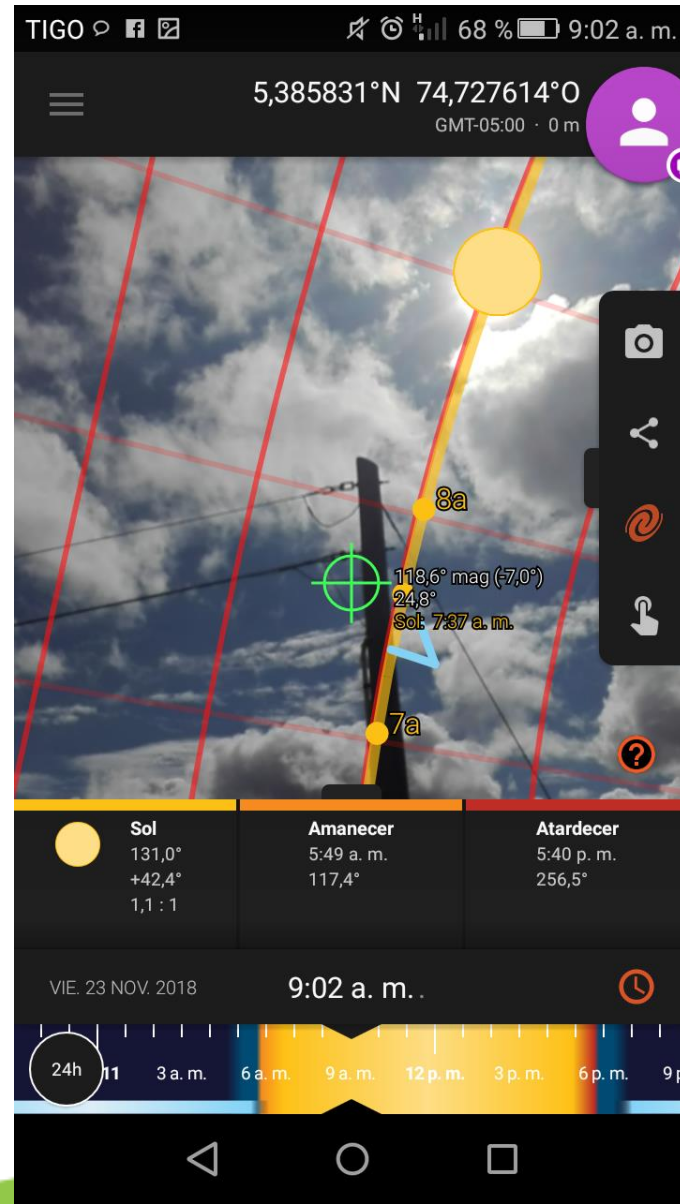 TIGO 68 % 9:02 a. m.
5,385831°N 74,727614°O
GMT-05:00 · 0 m
8a
118,6° mag (-7,0°)
24,8°
Sol: 7:37 a. m.
7a
?
Sol
131,0°
+42,4°
1,1 : 1
Amanecer
5:49 a. m.
117,4°
Atardecer
5:40 p. m.
256,5°
VIE. 23 NOV. 2018 9:02 a. m. .
24h 11 3 a. m. 6 a. m. 9 a. m. 12 p. m. 3 p. m. 6 p. m. 9 p